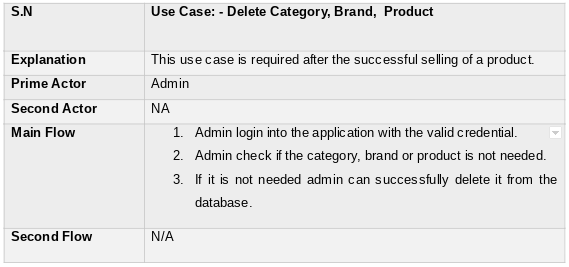 S.N Use Case: - Delete Category, Brand, Product
Explanation This use case is required after the successful selling of a product.
Prime Actor Admin
Second Actor NA
Main Flow 1. Admin login into the application with the valid credential.
2. Admin check if the category, brand or product is not needed.
3. If it is not needed admin can successfully delete it from the
database.
Second Flow N/A